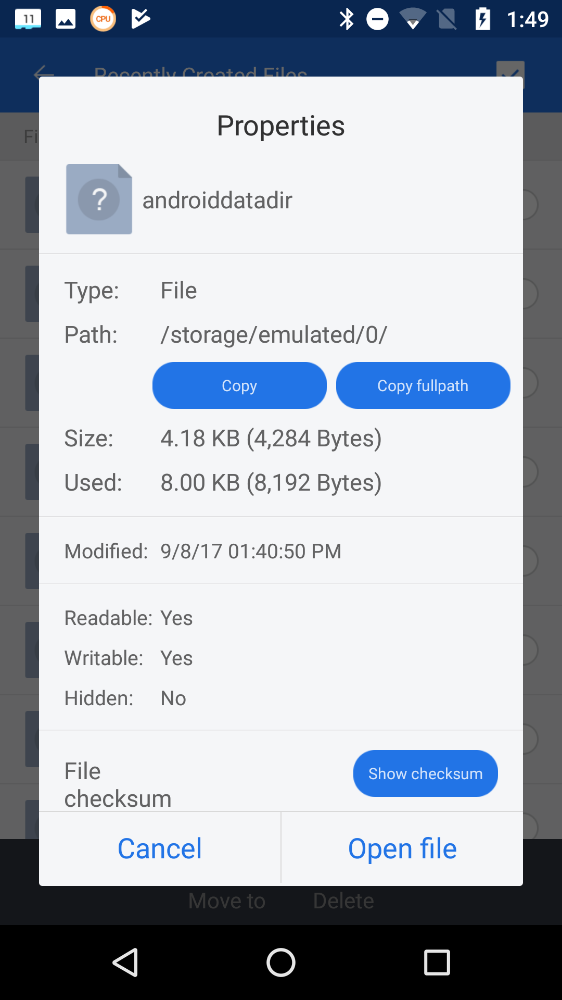 11
CPU
1:49
Recently Created Files
Fi
Properties
?
androiddatadir
Type: File
Path: /storage/emulated/0/
Copy Copy fullpath
Size: 4.18 KB (4,284 Bytes)
Used: 8.00 KB (8,192 Bytes)
Modified: 9/8/17 01:40:50 PM
Readable: Yes
Writable: Yes
Hidden: No
File
checksum
Show checksum
Cancel Open file
Move to Delete